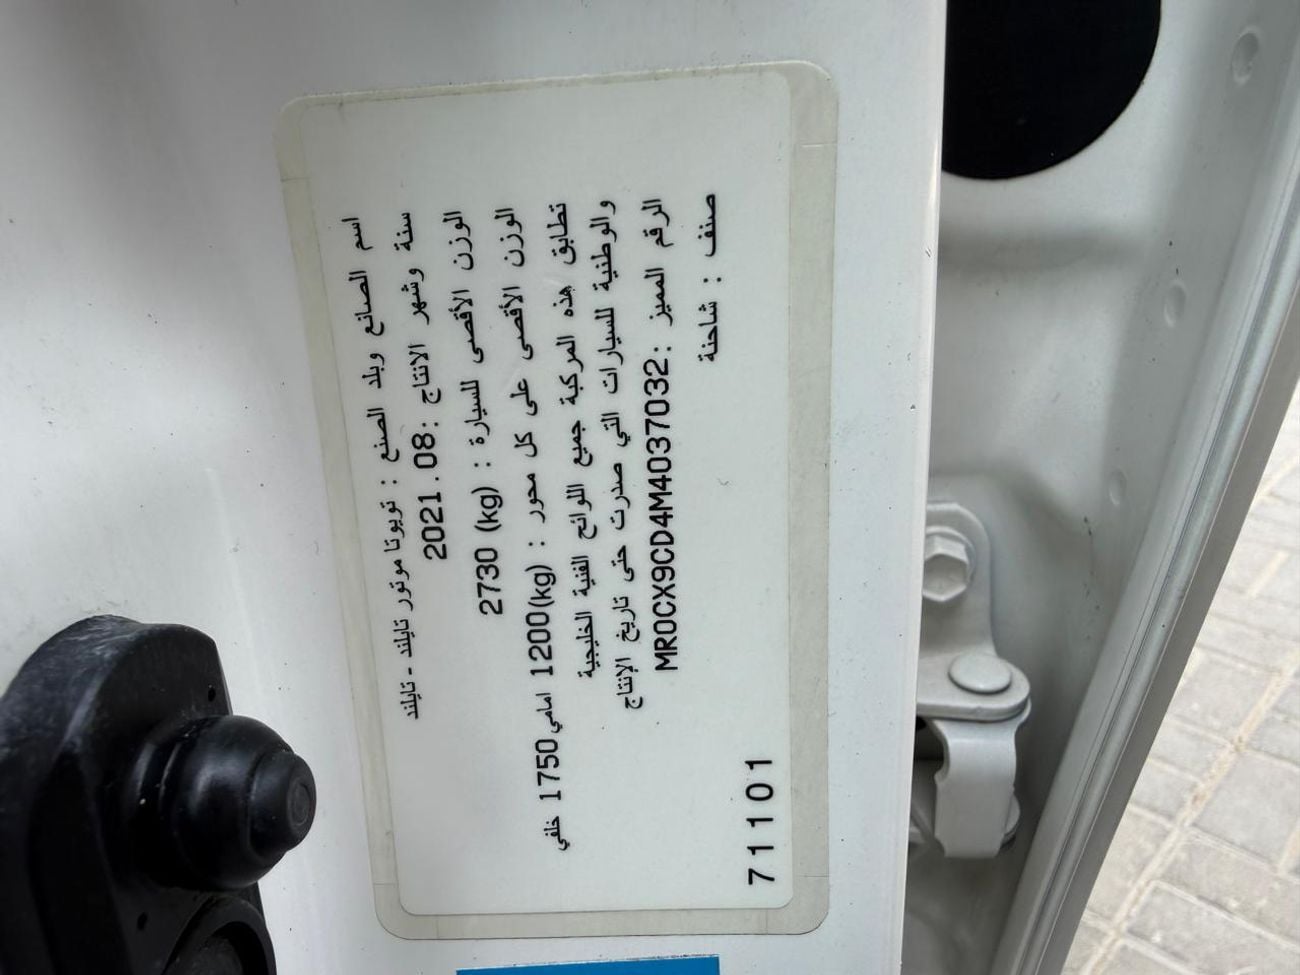 اسم الصانع وبلد الصنع : تويوتا موتور تايلند - تايلند
سنة وشهر الانتاج : 2021.08
الوزن الأقصى للسيارة : 2730 (kg)
الوزن الأقصى على كل محور : 1200(kg) امامي 1750 خلفي
تطابق هذه المركبة جميع اللوائح الفنية الخليجية
والوطنية للسيارات التي صدرت حتى تاريخ الإنتاج
الرقم المميز : MR0CX9CD4M4037032
صنف : شاحنة
711101